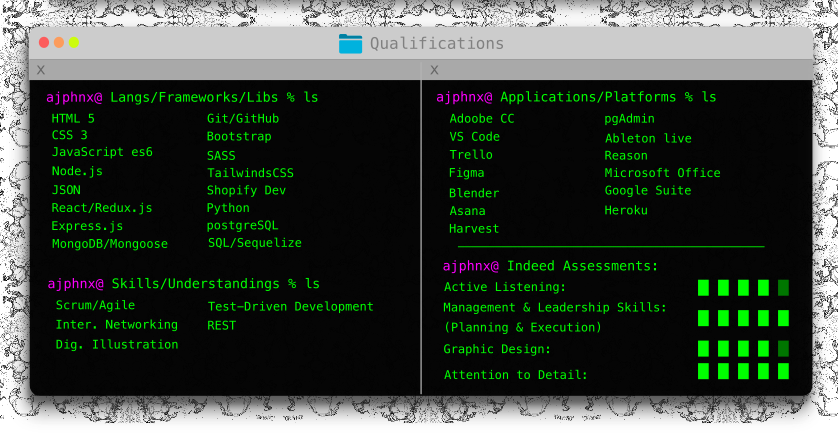 Qualifications
X
X
ajphnx@ Langs/Frameworks/Libs % ls
HTML 5
CSS 3
JavaScript es6
Node.js
JSON
React/Redux.js
Express.js
MongoDB/Mongoose
Git/GitHub
Bootstrap
SASS
TailwindsCSS
Shopify Dev
Python
postgreSQL
SQL/Sequelize
ajphnx@ Skills/Understandings % ls
Scrum/Agile
Inter. Networking
Dig. Illustration
Test-Driven Development
REST
ajphnx@ Applications/Platforms % ls
Adoobe CC
VS Code
Trello
Figma
Blender
Asana
Harvest
pgAdmin
Ableton live
Reason
Microsoft Office
Google Suite
Heroku
ajphnx@ Indeed Assessments:
Active Listening:
Management & Leadership Skills:
(Planning & Execution)
Graphic Design:
Attention to Detail: